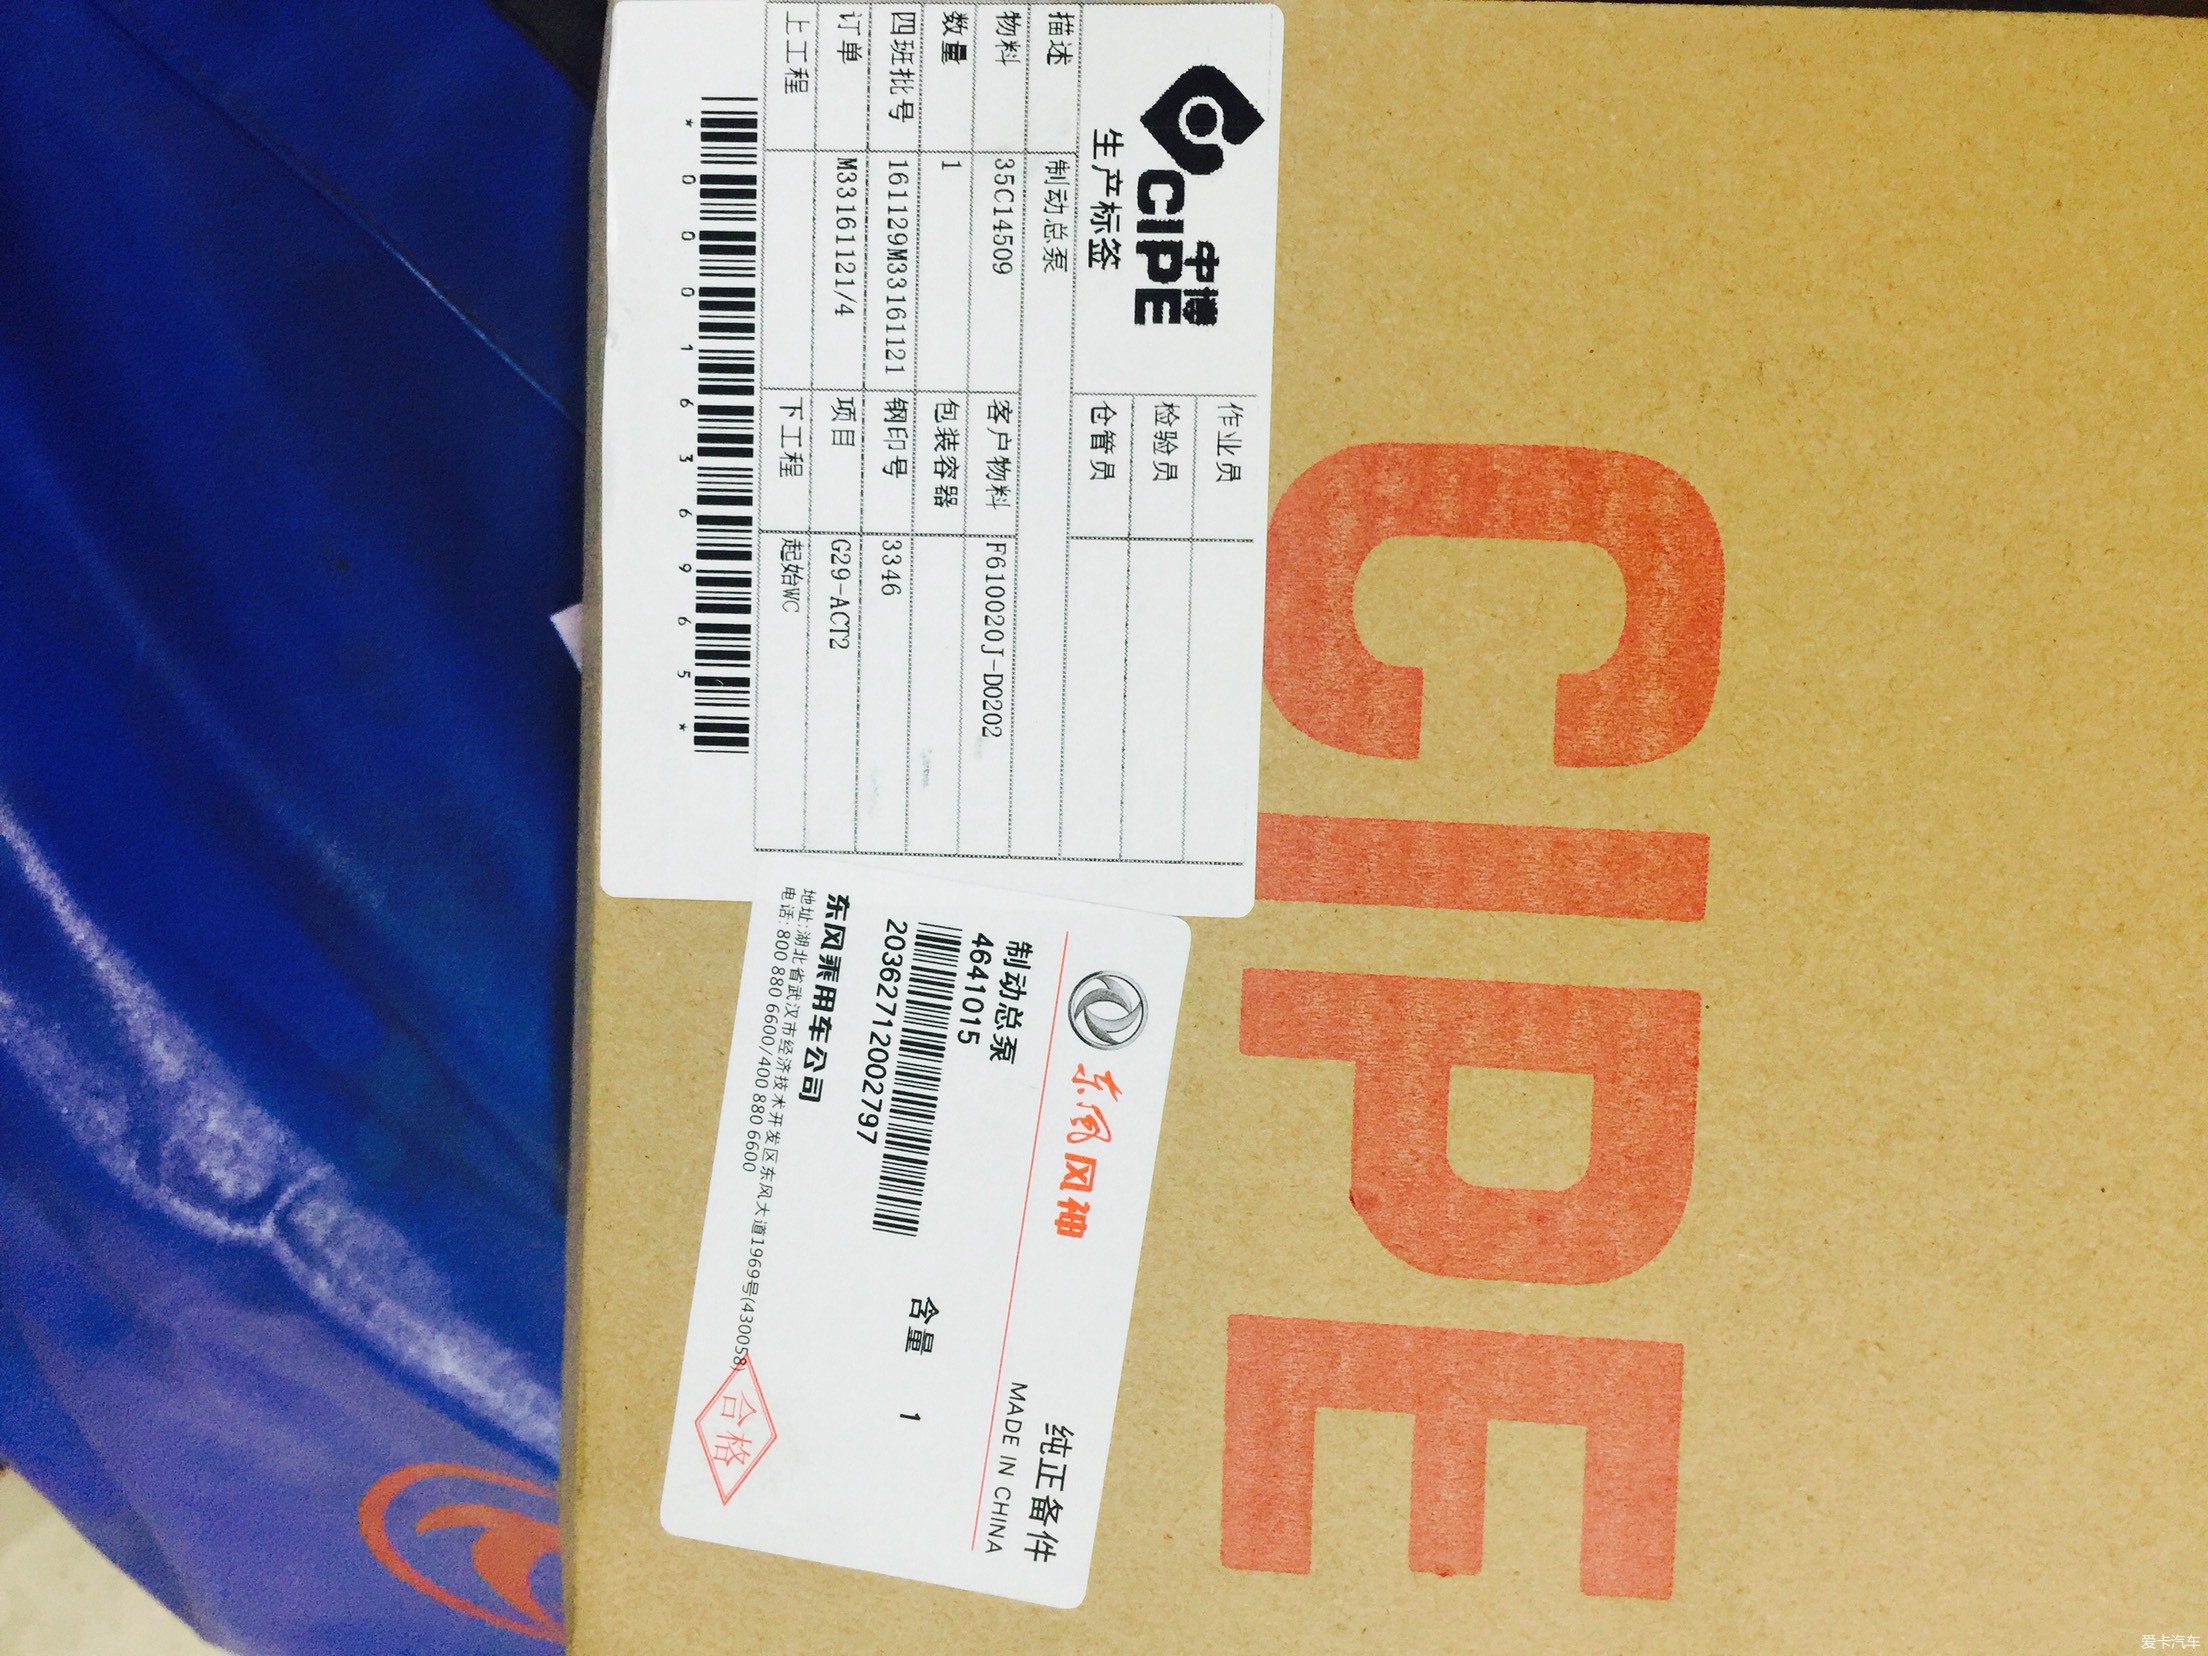 CIPE
中博
CIPE
生产标签
作业员
检验员
仓管员
描述 制动总泵
物料 35C14509 客户物料 F610020J-D0202
数量 1 包装容器
四班批号 161129M33161121 钢印号 3346
订单 M33161121/4 项目 G29-ACT2
上工程 下工程 起始WC
*0001636965*
东风风神
纯正备件
MADE IN CHINA
制动总泵
4641015
20362712002797
含量 1
东风乘用车公司
地址:湖北省武汉市经济技术开发区东风大道1969号(430058)
电话:800 880 6600/400 880 6600
合格
爱卡汽车